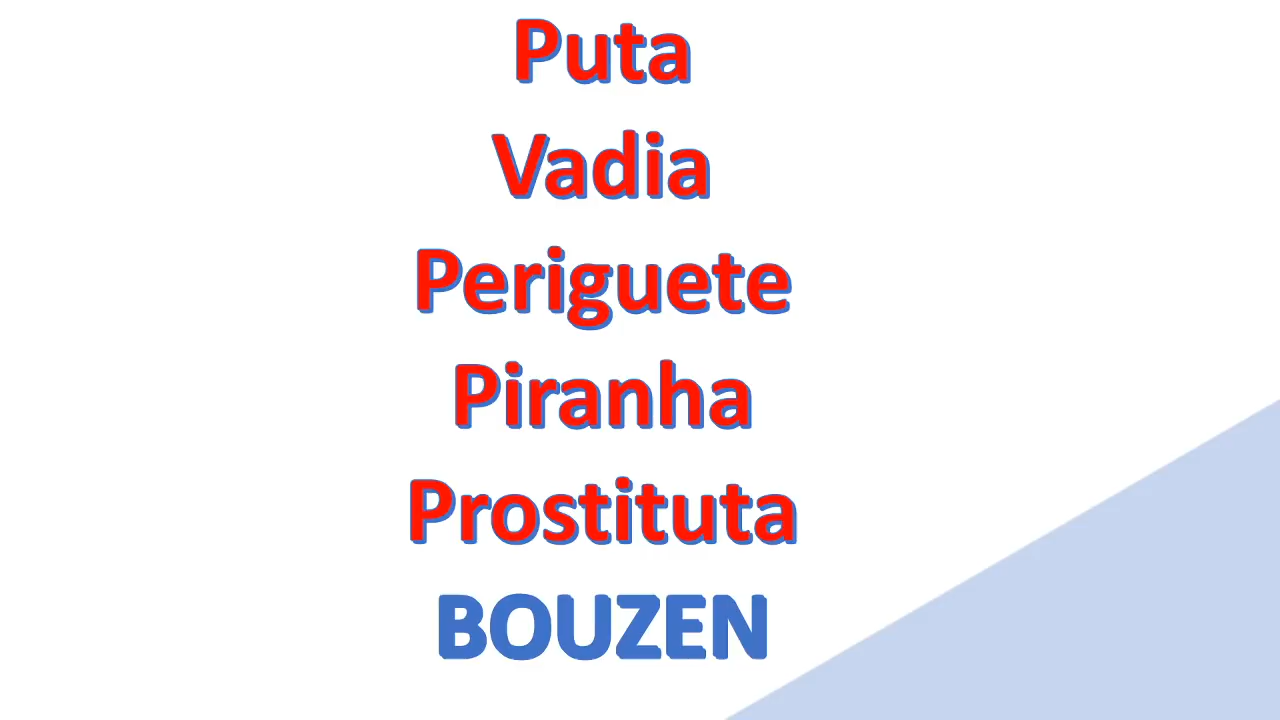 Puta
Vadia
Periguete
Piranha
Prostituta
BOUZEN